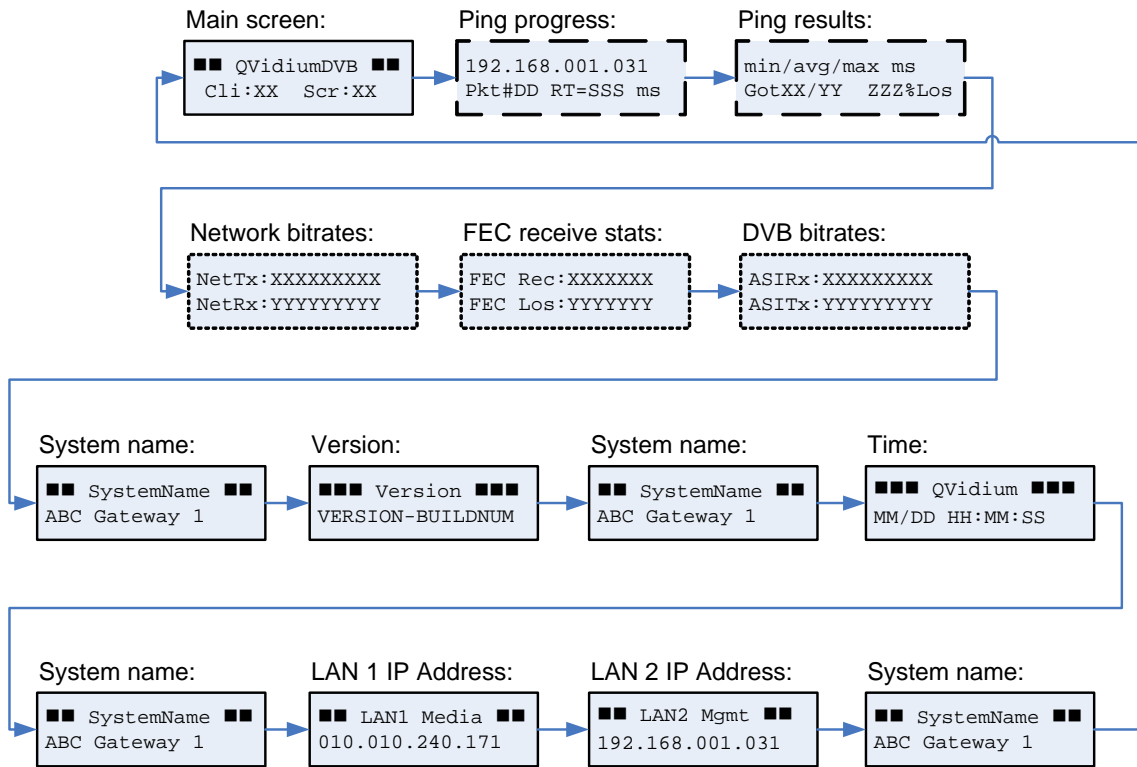 Main screen:
Ping progress:
Ping results:
■■ QVidiumDVB ■■
Cli:XX Scr:XX
192.168.001.031
Pkt#DD RT=SSS ms
min/avg/max ms
GotXX/YY ZZZ%Los
Network bitrates:
FEC receive stats:
DVB bitrates:
NetTx:XXXXXXXXX
NetRx:YYYYYYYYY
FEC Rec:XXXXXXX
FEC Los:YYYYYYY
ASIRx:XXXXXXXXX
ASITx:YYYYYYYYY
System name:
Version:
System name:
Time:
■■ SystemName ■■
ABC Gateway 1
■■■ Version ■■■
VERSION-BUILDNUM
■■ SystemName ■■
ABC Gateway 1
■■■ QVidium ■■■
MM/DD HH:MM:SS
System name:
LAN 1 IP Address:
LAN 2 IP Address:
System name:
■■ SystemName ■■
ABC Gateway 1
■■ LAN1 Media ■■
010.010.240.171
■■ LAN2 Mgmt ■■
192.168.001.031
■■ SystemName ■■
ABC Gateway 1